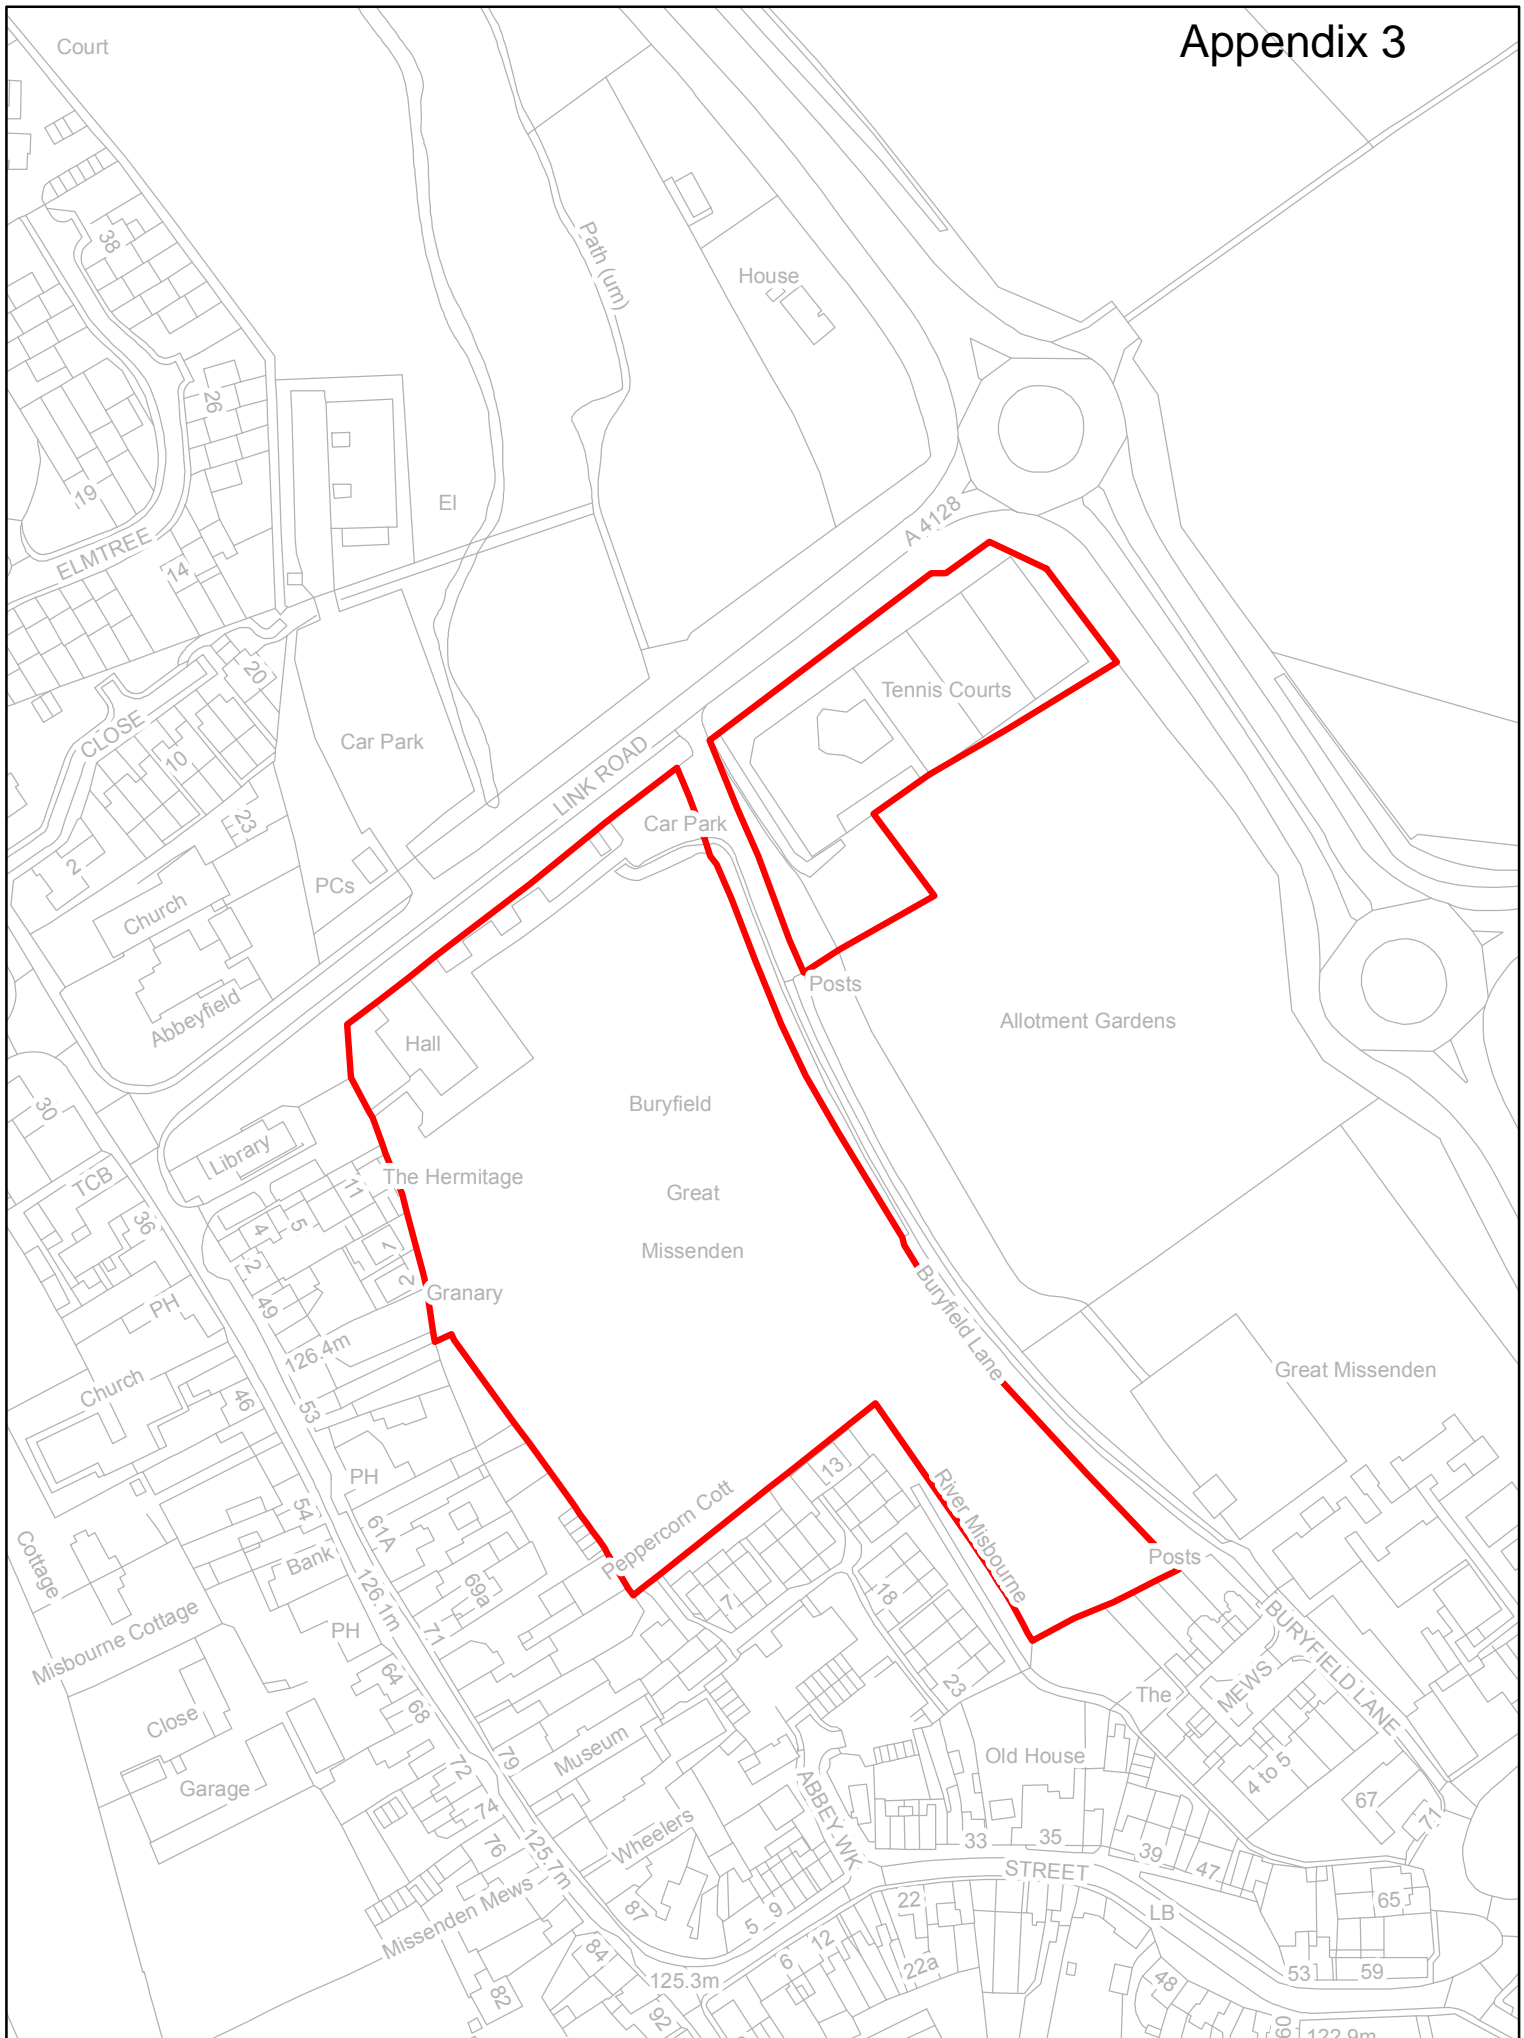 Appendix 3
Court
38
Path (um)
House
26
19
El
A 4128
ELMTREE
14
20
Tennis Courts
CLOSE
10
Car Park
LINK ROAD
23
Car Park
2
PCs
Church
Posts
Abbeyfield
Allotment Gardens
Hall
30
Buryfield
Library
TCB
The Hermitage
11
Great
36
4
5
2
7
Missenden
2
Granary
49
PH
Buryfield Lane
126.4m
Great Missenden
Church
46
53
PH
13
54
61A
Peppercorn Cott
River Misbourne
Cottage
Bank
Posts
126.1m
69a
7
18
Misbourne Cottage
PH
71
BURYFIELD LANE
64
23
MEWS
The
68
Close
Museum
Old House
79
72
4 to 5
Garage
74
ABBEY WK
67
71
76
Wheelers
125.7m
33
35
39
47
STREET
Missenden Mews
87
5
9
22
LB
65
84
6
12
22a
125.3m
53
59
48
82
92
60
122.9m